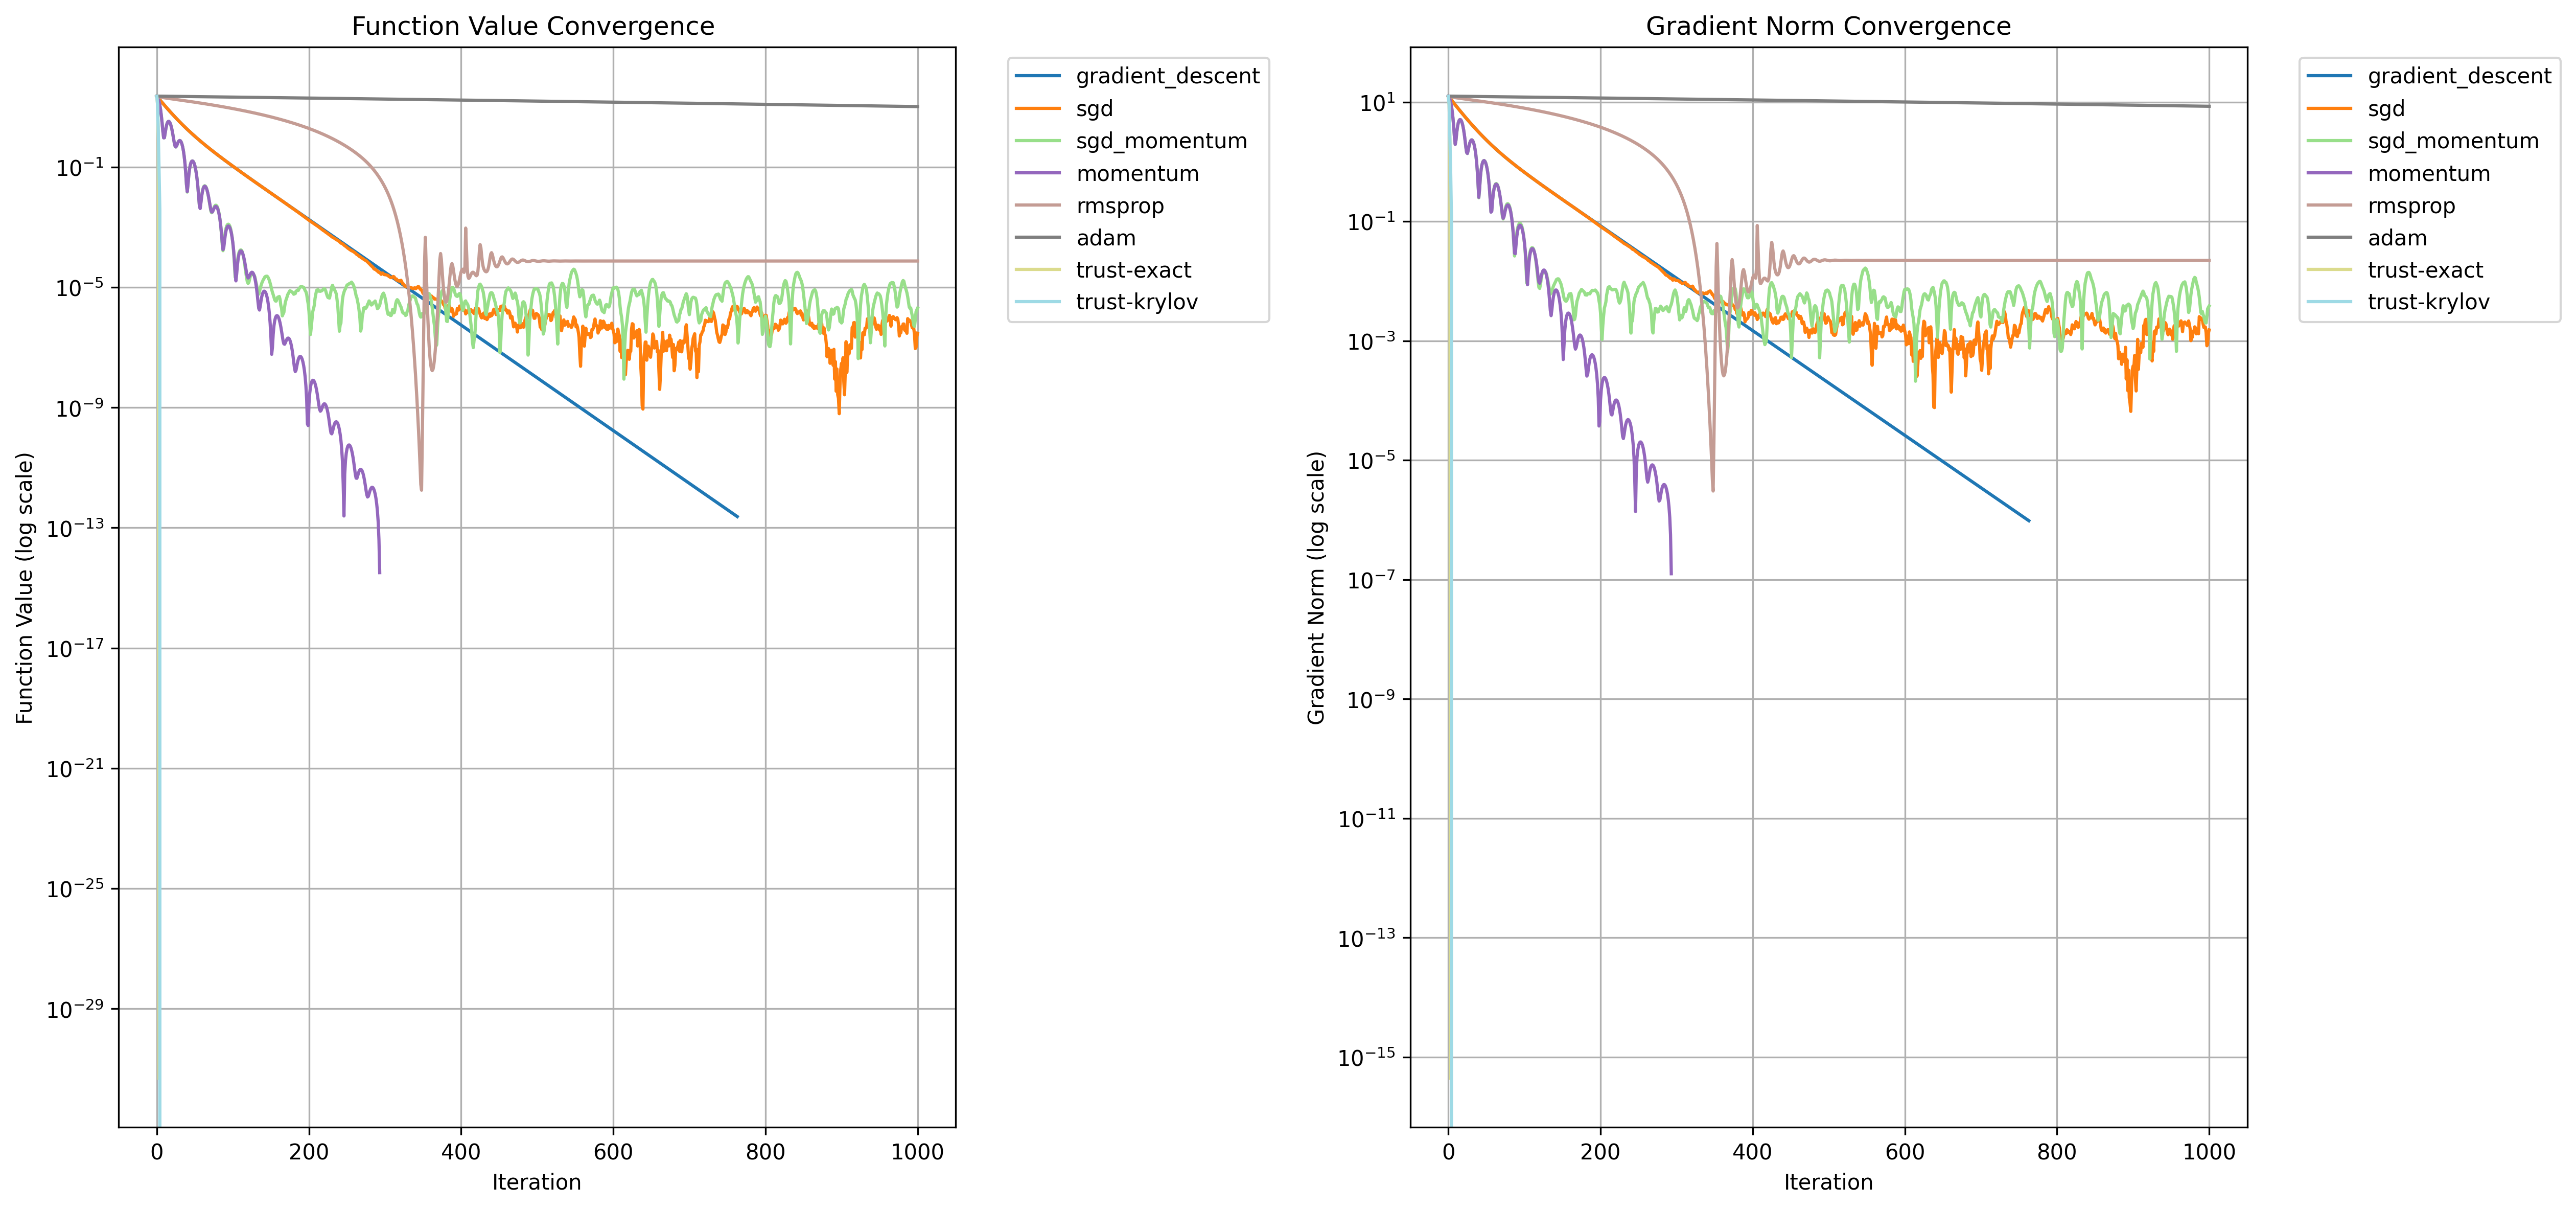 Function Value Convergence
Function Value (log scale)
10⁻¹
10⁻⁵
10⁻⁹
10⁻¹³
10⁻¹⁷
10⁻²¹
10⁻²⁵
10⁻²⁹
0 200 400 600 800 1000
Iteration
gradient_descent
sgd
sgd_momentum
momentum
rmsprop
adam
trust-exact
trust-krylov
Gradient Norm Convergence
Gradient Norm (log scale)
10¹
10⁻¹
10⁻³
10⁻⁵
10⁻⁷
10⁻⁹
10⁻¹¹
10⁻¹³
10⁻¹⁵
0 200 400 600 800 1000
Iteration
gradient_descent
sgd
sgd_momentum
momentum
rmsprop
adam
trust-exact
trust-krylov